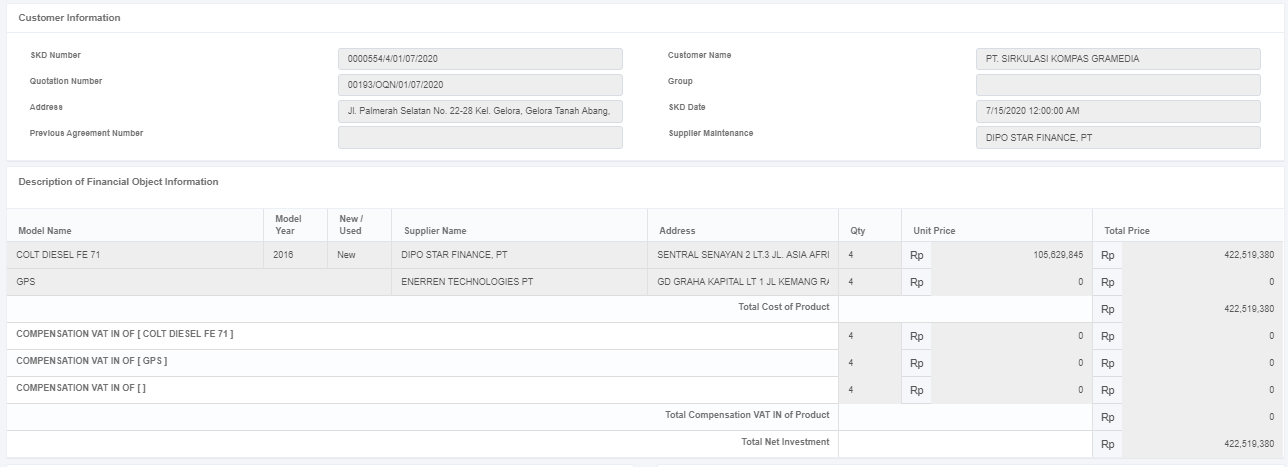 Customer Information
SKD Number 0000554/4/01/07/2020 Customer Name PT. SIRKULASI KOMPAS GRAMEDIA
Quotation Number 00193/OQN/01/07/2020 Group
Address Jl. Palmerah Selatan No. 22-28 Kel. Gelora, Gelora Tanah Abang, SKD Date 7/15/2020 12:00:00 AM
Previous Agreement Number Supplier Maintenance DIPO STAR FINANCE, PT
Description of Financial Object Information
Model Name Model Year New / Used Supplier Name Address Qty Unit Price Total Price
COLT DIESEL FE 71 2016 New DIPO STAR FINANCE, PT SENTRAL SENAYAN 2 LT.3 JL. ASIA AFRI 4 Rp 105,629,845 Rp 422,519,380
GPS ENERREN TECHNOLOGIES PT GD GRAHA KAPITAL LT 1 JL KEMANG RA 4 Rp 0 Rp 0
Total Cost of Product Rp 422,519,380
COMPENSATION VAT IN OF [ COLT DIESEL FE 71 ] 4 Rp 0 Rp 0
COMPENSATION VAT IN OF [ GPS ] 4 Rp 0 Rp 0
COMPENSATION VAT IN OF [ ] 4 Rp 0 Rp 0
Total Compensation VAT IN of Product Rp 0
Total Net Investment Rp 422,519,380